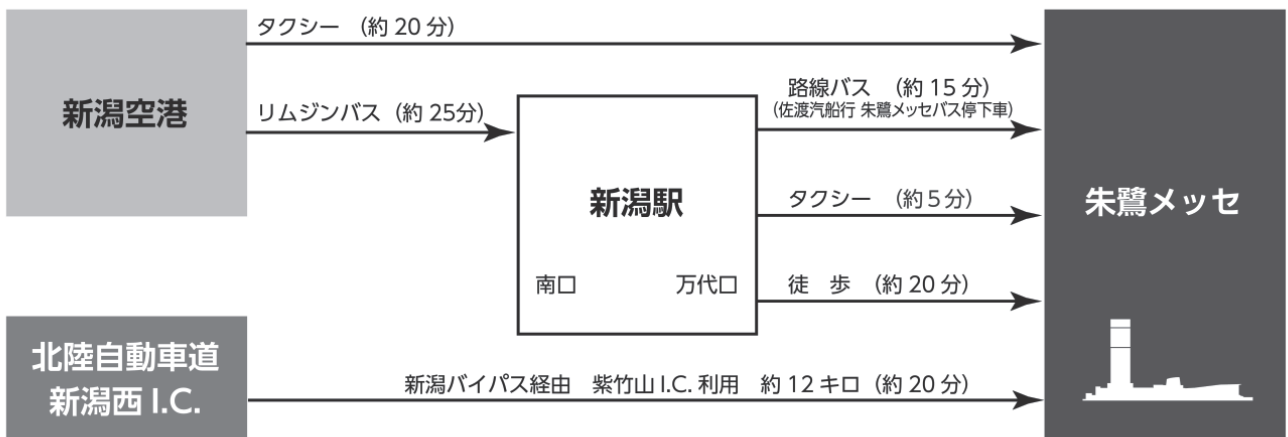 タクシー （約 20 分）
新潟空港
リムジンバス（約 25分）
路線バス （約 15 分）
（佐渡汽船行 朱鷺メッセバス停下車）
新潟駅
タクシー （約 5 分）
朱鷺メッセ
南口
万代口
徒　歩 （約 20 分）
北陸自動車道
新潟西 I.C.
新潟バイパス経由　紫竹山 I.C. 利用　約 12 キロ（約 20 分）